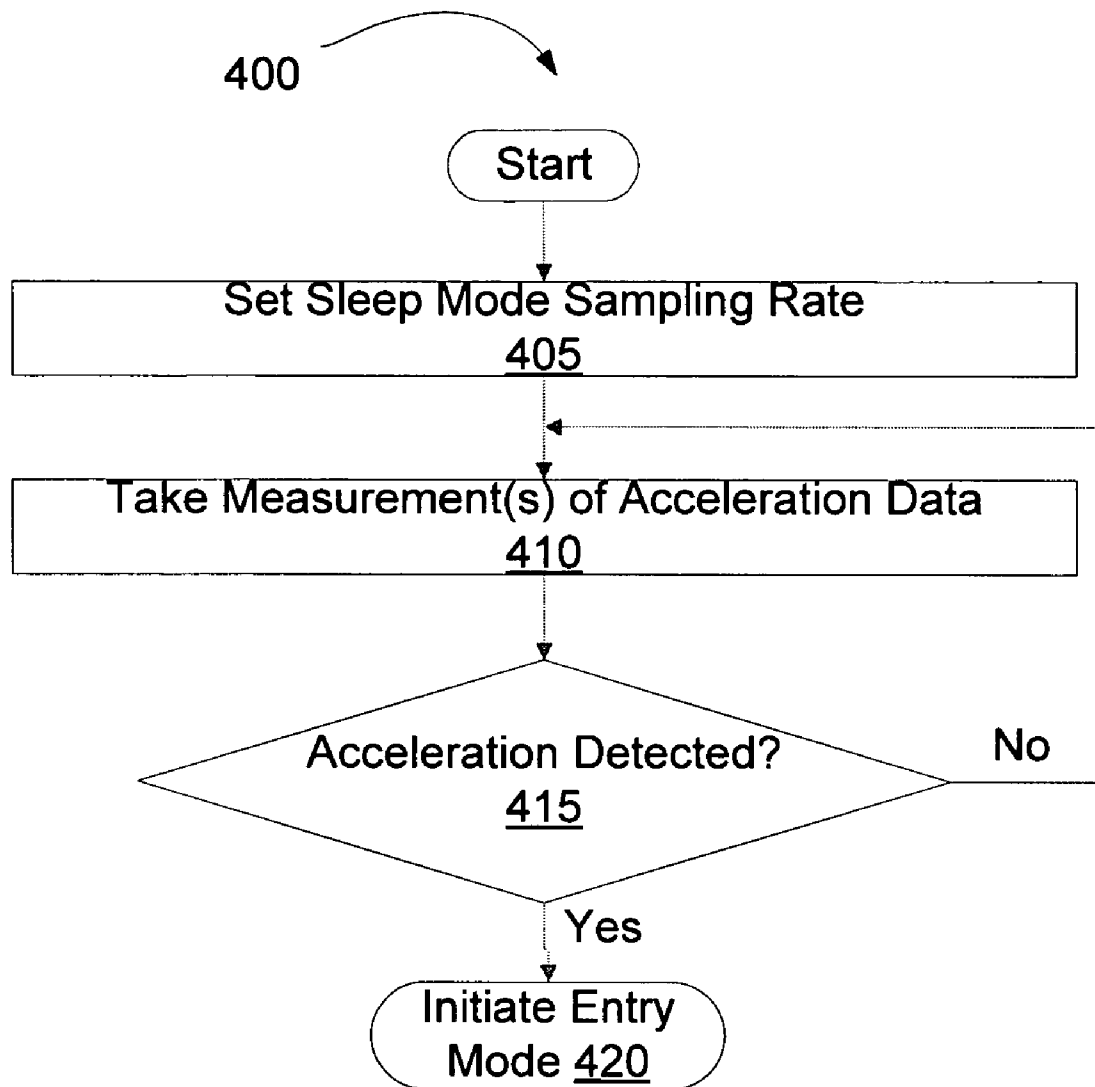 400
Start
Set Sleep Mode Sampling Rate
405
Take Measurement(s) of Acceleration Data
410
Acceleration Detected?
415
No
Yes
Initiate Entry
Mode 420